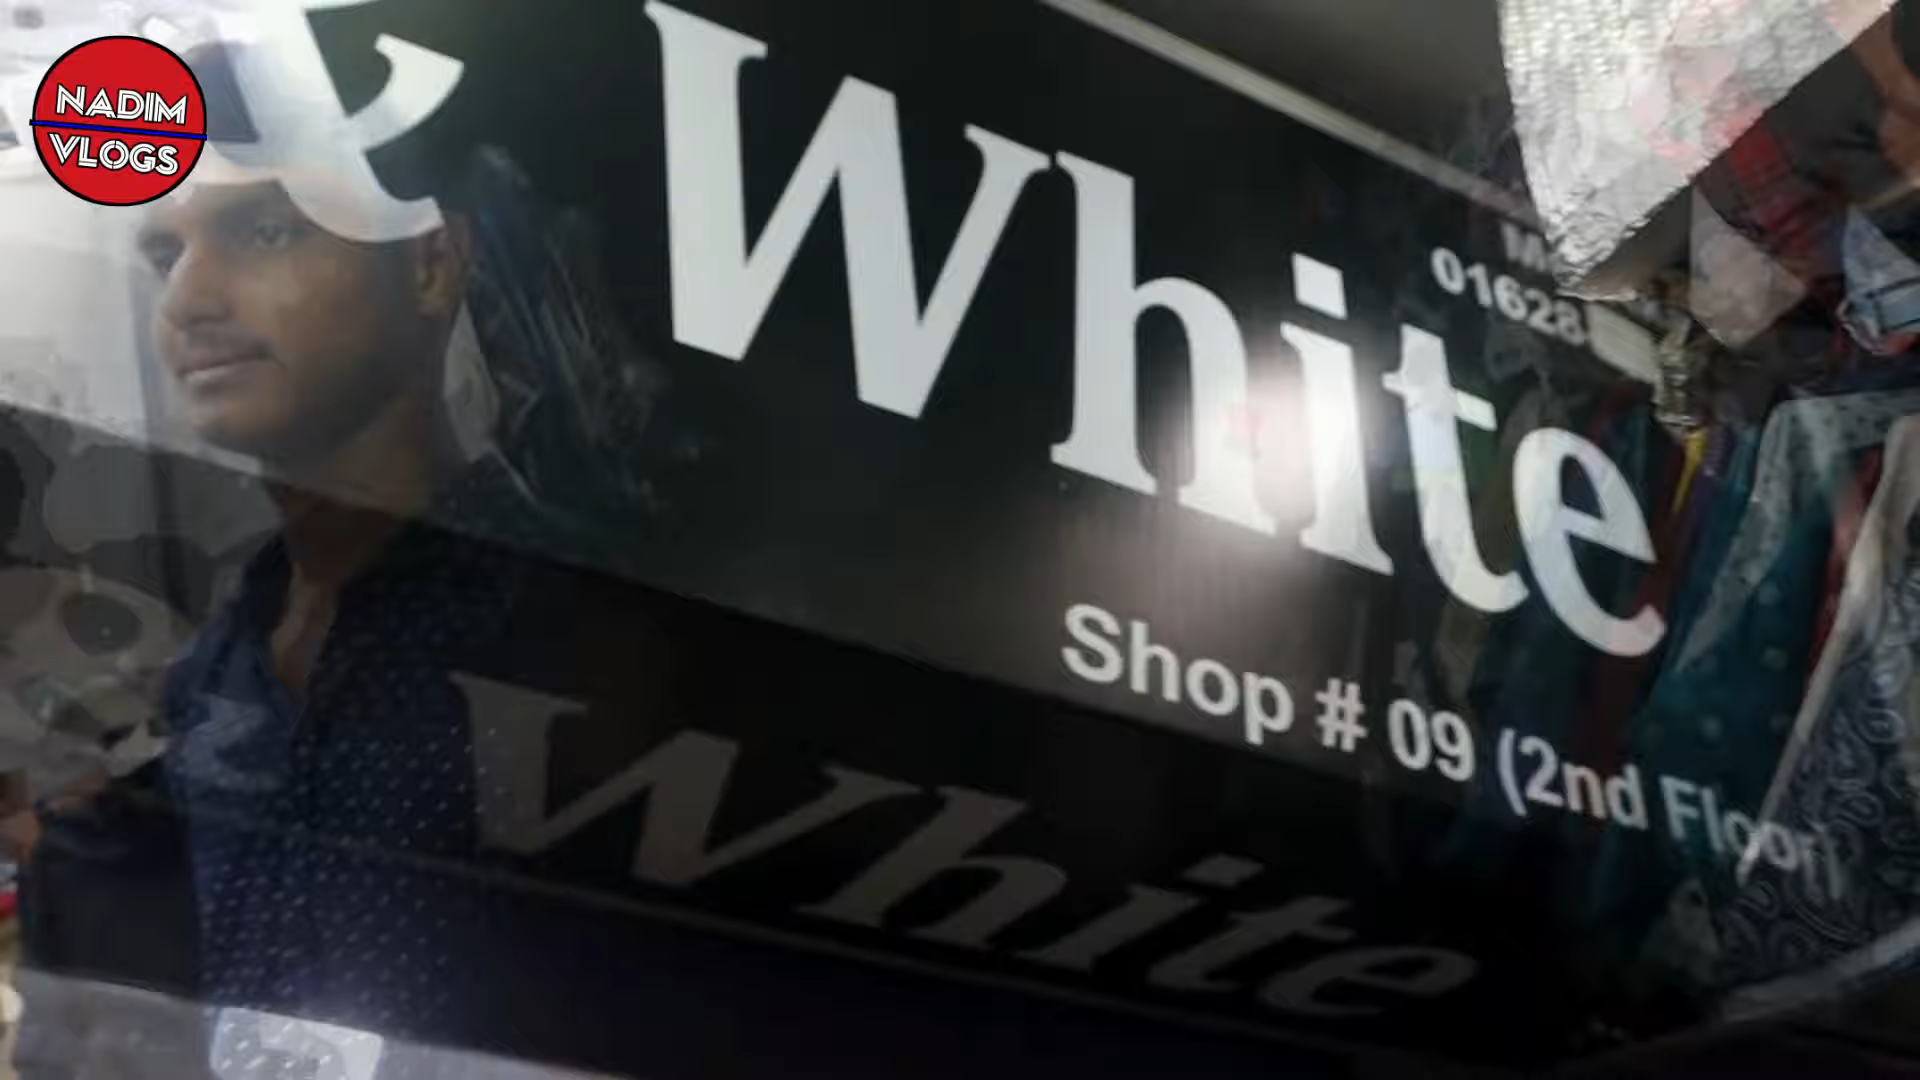 NADIM
VLOGS
& White
01628
Shop # 09 (2nd Floor)
White